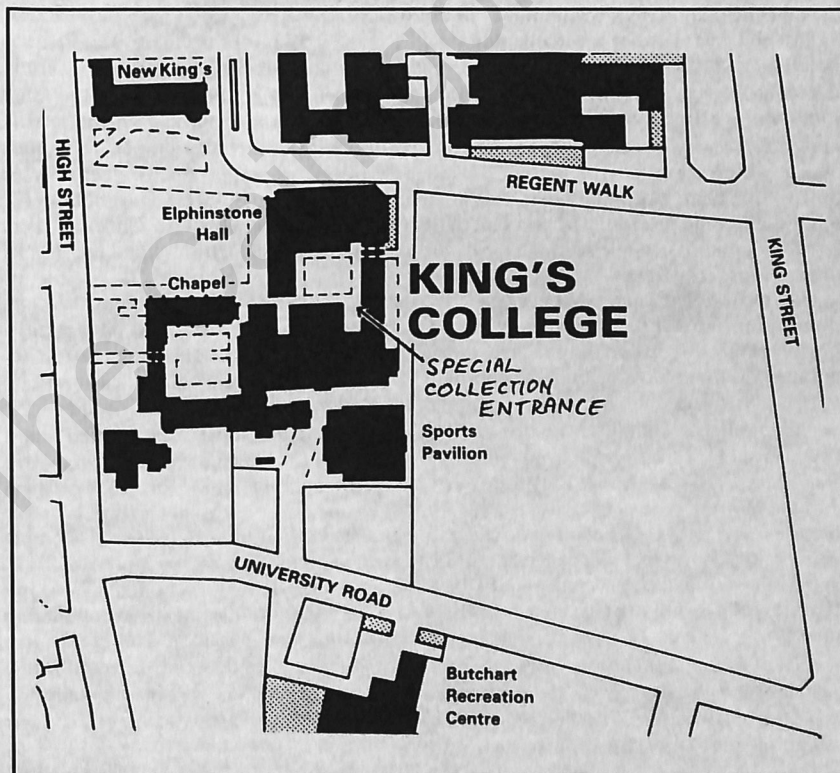 New King's
HIGH STREET
REGENT WALK
Elphinstone
Hall
KING STREET
Chapel
KING'S
COLLEGE
SPECIAL
COLLECTION
ENTRANCE
Sports
Pavilion
UNIVERSITY ROAD
Butchart
Recreation
Centre